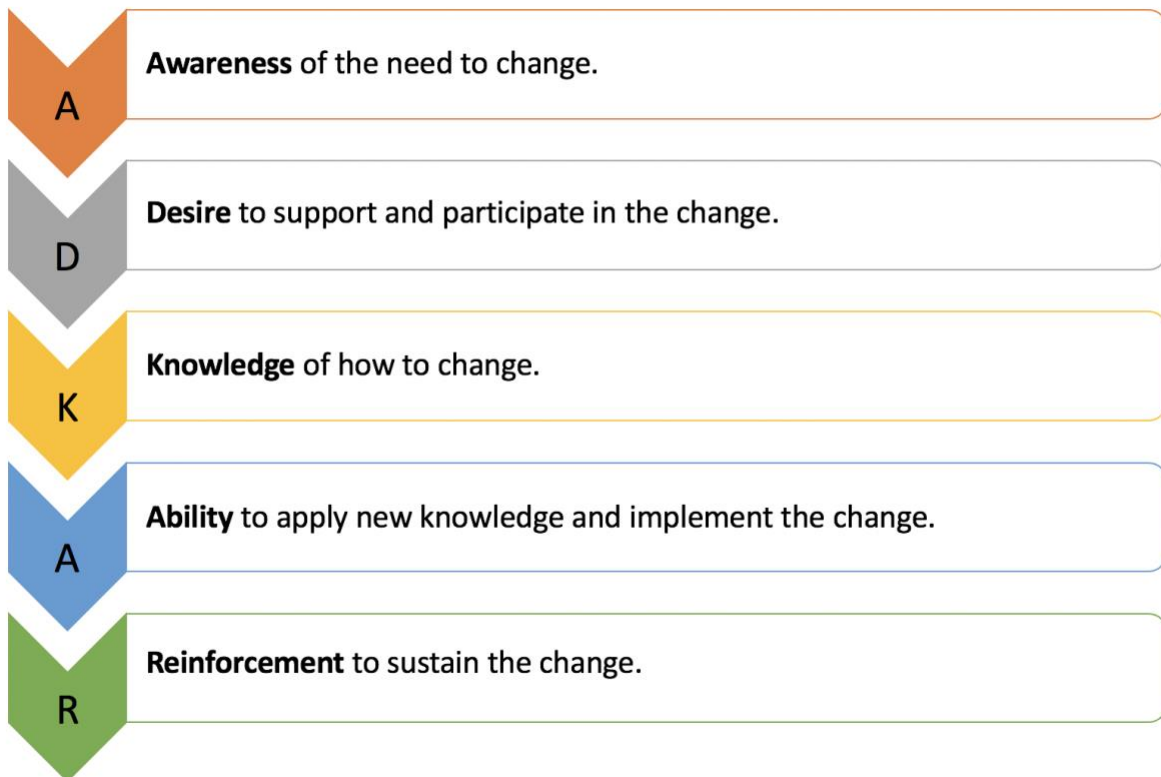 A
Awareness of the need to change.
D
Desire to support and participate in the change.
K
Knowledge of how to change.
A
Ability to apply new knowledge and implement the change.
R
Reinforcement to sustain the change.